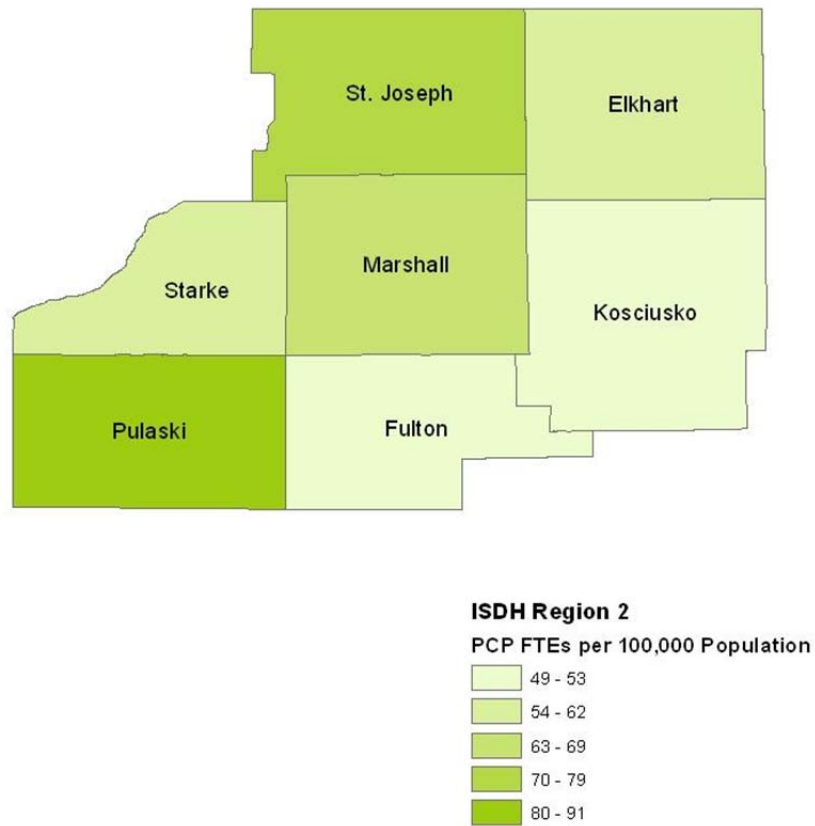 St. Joseph
Elkhart
Starke
Marshall
Kosciusko
Pulaski
Fulton
ISDH Region 2
PCP FTEs per 100,000 Population
49 - 53
54 - 62
63 - 69
70 - 79
80 - 91